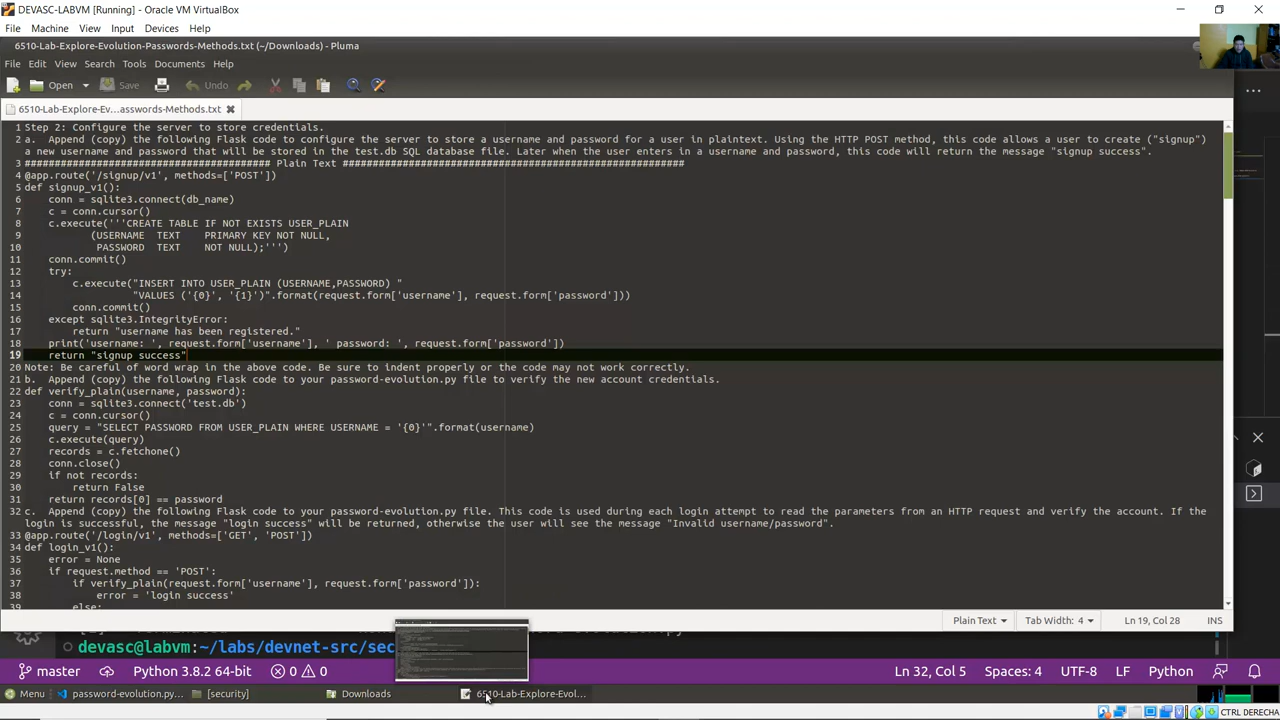 DEVASC-LABVM [Running] - Oracle VM VirtualBox
File Machine View Input Devices Help
6510-Lab-Explore-Evolution-Passwords-Methods.txt (~/Downloads) - Pluma
File Edit View Search Tools Documents Help
Open Save Undo
6510-Lab-Explore-Ev...asswords-Methods.txt
1 Step 2: Configure the server to store credentials.
2 a.  Append (copy) the following Flask code to configure the server to store a username and password for a user in plaintext. Using the HTTP POST method, this code allows a user to create ("signup")
a new username and password that will be stored in the test.db SQL database file. Later when the user enters in a username and password, this code will return the message "signup success".
3 ######################################### Plain Text #########################################################
4 @app.route('/signup/v1', methods=['POST'])
5 def signup_v1():
6     conn = sqlite3.connect(db_name)
7     c = conn.cursor()
8     c.execute('''CREATE TABLE IF NOT EXISTS USER_PLAIN
9            (USERNAME  TEXT    PRIMARY KEY NOT NULL,
10             PASSWORD  TEXT    NOT NULL);''')
11     conn.commit()
12     try:
13         c.execute("INSERT INTO USER_PLAIN (USERNAME,PASSWORD) "
14                   "VALUES ('{0}', '{1}')".format(request.form['username'], request.form['password']))
15         conn.commit()
16     except sqlite3.IntegrityError:
17         return "username has been registered."
18     print('username: ', request.form['username'], ' password: ', request.form['password'])
19     return "signup success"
20 Note: Be careful of word wrap in the above code. Be sure to indent properly or the code may not work correctly.
21 b.  Append (copy) the following Flask code to your password-evolution.py file to verify the new account credentials.
22 def verify_plain(username, password):
23     conn = sqlite3.connect('test.db')
24     c = conn.cursor()
25     query = "SELECT PASSWORD FROM USER_PLAIN WHERE USERNAME = '{0}'".format(username)
26     c.execute(query)
27     records = c.fetchone()
28     conn.close()
29     if not records:
30         return False
31     return records[0] == password
32 c.  Append (copy) the following Flask code to your password-evolution.py file. This code is used during each login attempt to read the parameters from an HTTP request and verify the account. If the
login is successful, the message "login success" will be returned, otherwise the user will see the message "Invalid username/password".
33 @app.route('/login/v1', methods=['GET', 'POST'])
34 def login_v1():
35     error = None
36     if request.method == 'POST':
37         if verify_plain(request.form['username'], request.form['password']):
38             error = 'login success'
39         else:
Plain Text Tab Width: 4 Ln 19, Col 28 INS
devasc@labvm:~/labs/devnet-src/sec
master Python 3.8.2 64-bit 0 0 Ln 32, Col 5 Spaces: 4 UTF-8 LF Python
Menu password-evolution.py... [security] Downloads 6510-Lab-Explore-Evol...
CTRL DERECHA